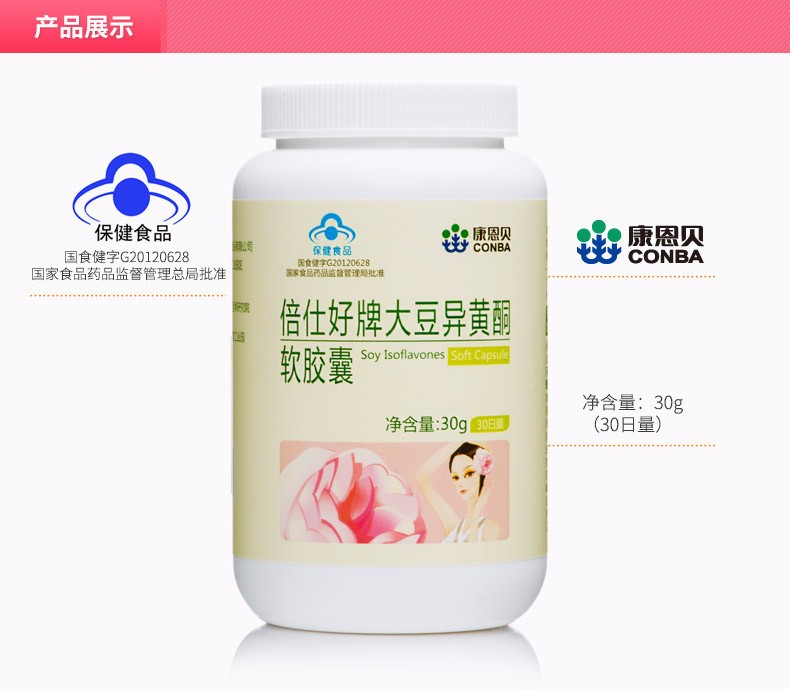 产品展示
保健食品
国食健字G20120628
国家食品药品监督管理总局批准
保健食品
国食健字G20120628
国家食品药品监督管理局批准
康恩贝
CONBA
倍仕好牌大豆异黄酮
软胶囊
Soy Isoflavones Soft Capsule
净含量:30g 30日量
康恩贝
CONBA
净含量：30g
（30日量）